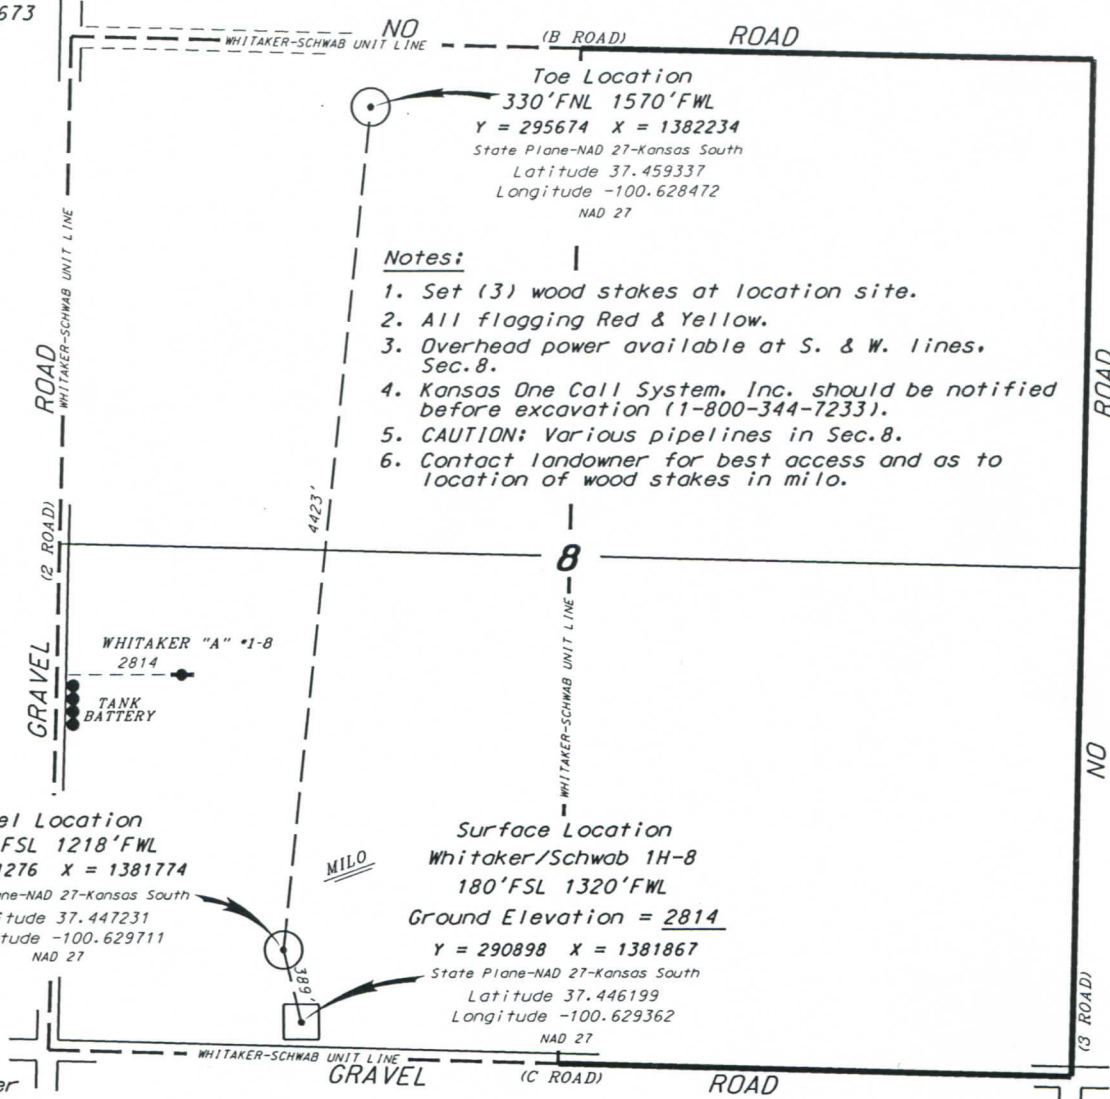 673
NO
ROAD
(B ROAD)
WHITAKER-SCHWAB UNIT LINE
Toe Location
330'FNL 1570'FWL
Y = 295674 X = 1382234
State Plane-NAD 27-Kansas South
Latitude 37.459337
Longitude -100.628472
NAD 27
WHITAKER-SCHWAB UNIT LINE
ROAD
Notes:
1. Set (3) wood stakes at location site.
2. All flagging Red & Yellow.
3. Overhead power available at S. & W. lines,
Sec.8.
4. Kansas One Call System, Inc. should be notified
before excavation (1-800-344-7233).
5. CAUTION: Various pipelines in Sec.8.
6. Contact landowner for best access and as to
location of wood stakes in milo.
ROAD
4423'
(2 ROAD)
8
WHITAKER "A" #1-8
2814
TANK
BATTERY
GRAVEL
WHITAKER-SCHWAB UNIT LINE
NO
el Location
FSL 1218'FWL
276 X = 1381774
ne-NAD 27-Kansas South
tude 37.447231
tude -100.629711
NAD 27
MILO
389'
Surface Location
Whitaker/Schwab 1H-8
180'FSL 1320'FWL
Ground Elevation = 2814
Y = 290898 X = 1381867
State Plane-NAD 27-Kansas South
Latitude 37.446199
Longitude -100.629362
NAD 27
(3 ROAD)
WHITAKER-SCHWAB UNIT LINE
GRAVEL
(C ROAD)
ROAD
er